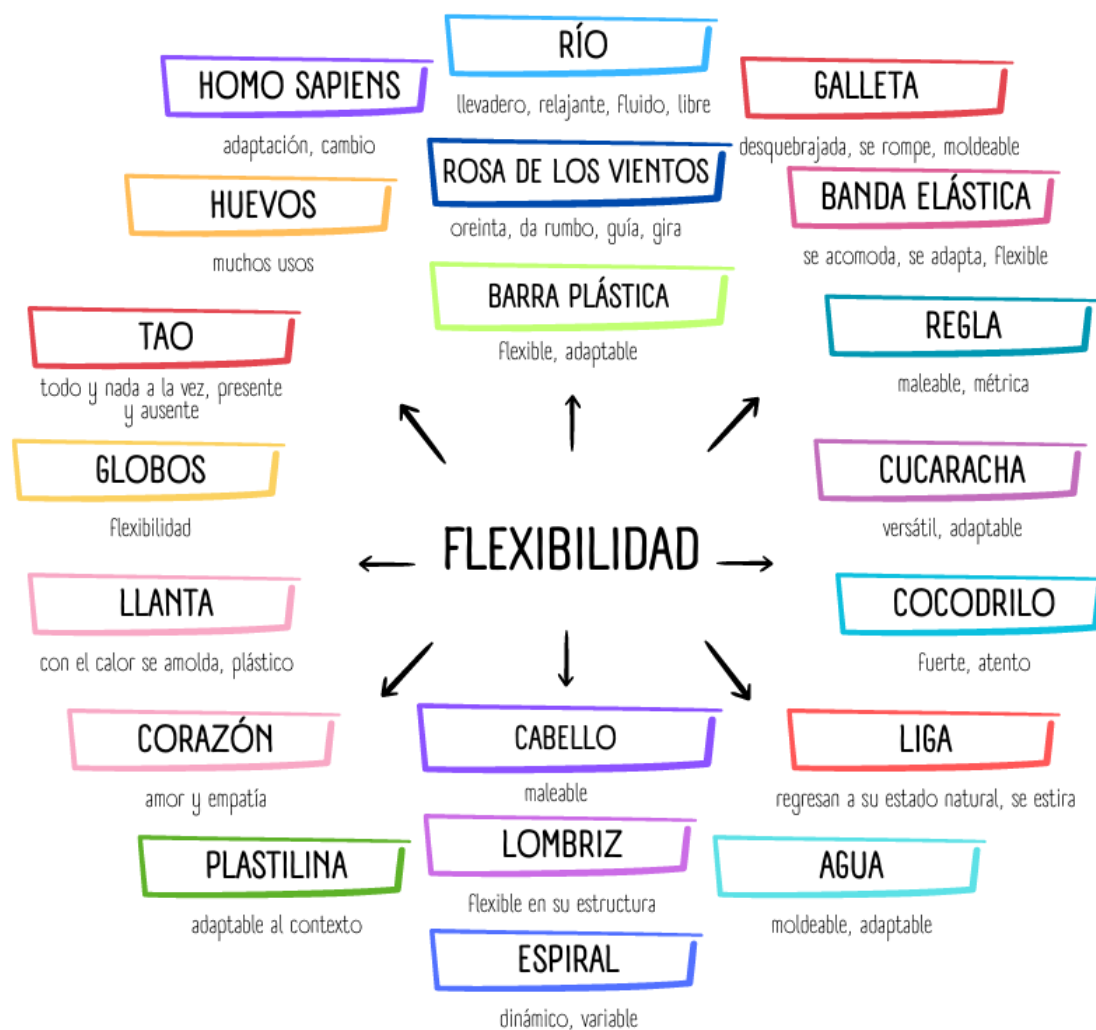 RÍO
llevadero, relajante, fluido, libre
HOMO SAPIENS
adaptación, cambio
GALLETA
desquebrajada, se rompe, moldeable
ROSA DE LOS VIENTOS
oreinta, da rumbo, guía, gira
HUEVOS
muchos usos
BANDA ELÁSTICA
se acomoda, se adapta, flexible
BARRA PLÁSTICA
flexible, adaptable
TAO
todo y nada a la vez, presente
y ausente
REGLA
maleable, métrica
GLOBOS
flexibilidad
CUCARACHA
versátil, adaptable
FLEXIBILIDAD
LLANTA
con el calor se amolda, plástico
COCODRILO
fuerte, atento
CORAZÓN
amor y empatía
CABELLO
maleable
LIGA
regresan a su estado natural, se estira
PLASTILINA
adaptable al contexto
LOMBRIZ
flexible en su estructura
AGUA
moldeable, adaptable
ESPIRAL
dinámico, variable